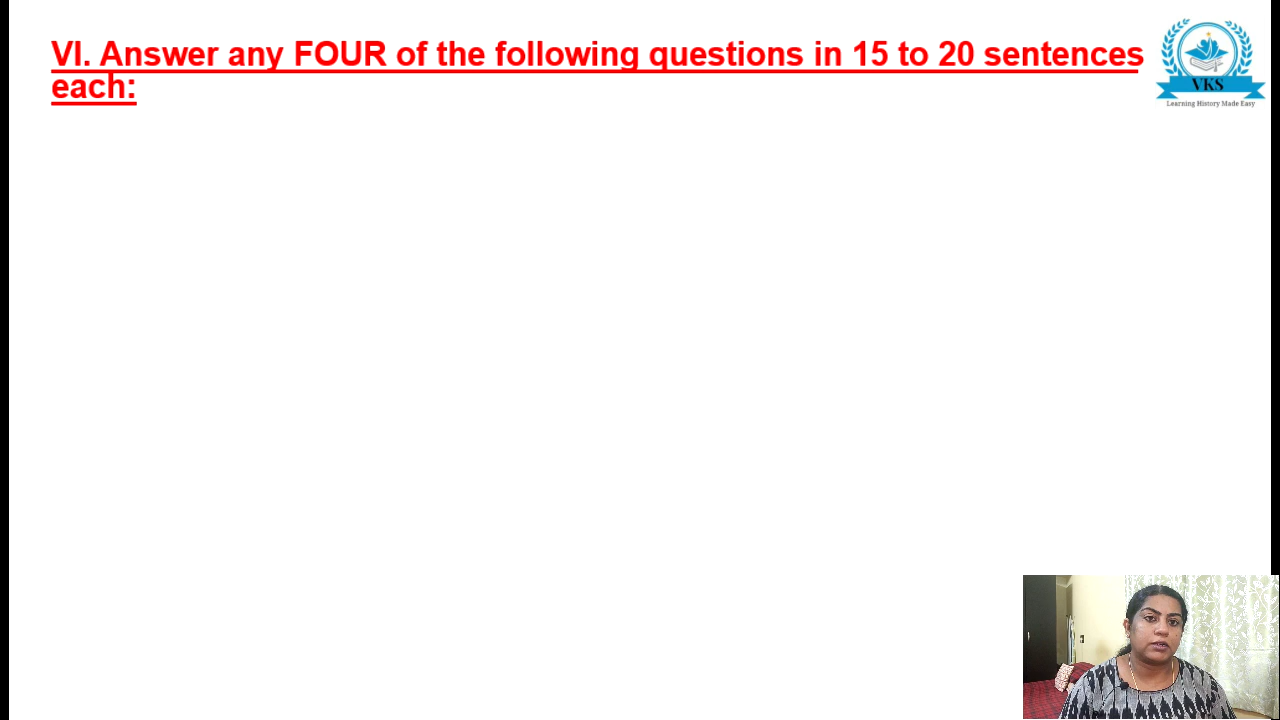 VI. Answer any FOUR of the following questions in 15 to 20 sentences
each:
VKS
Learning History Made Easy